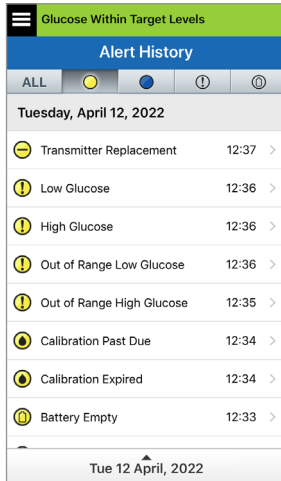 Glucose Within Target Levels
Alert History
ALL
Tuesday, April 12, 2022
Transmitter Replacement 12:37
Low Glucose 12:36
High Glucose 12:36
Out of Range Low Glucose 12:36
Out of Range High Glucose 12:35
Calibration Past Due 12:34
Calibration Expired 12:34
Battery Empty 12:33
Tue 12 April, 2022